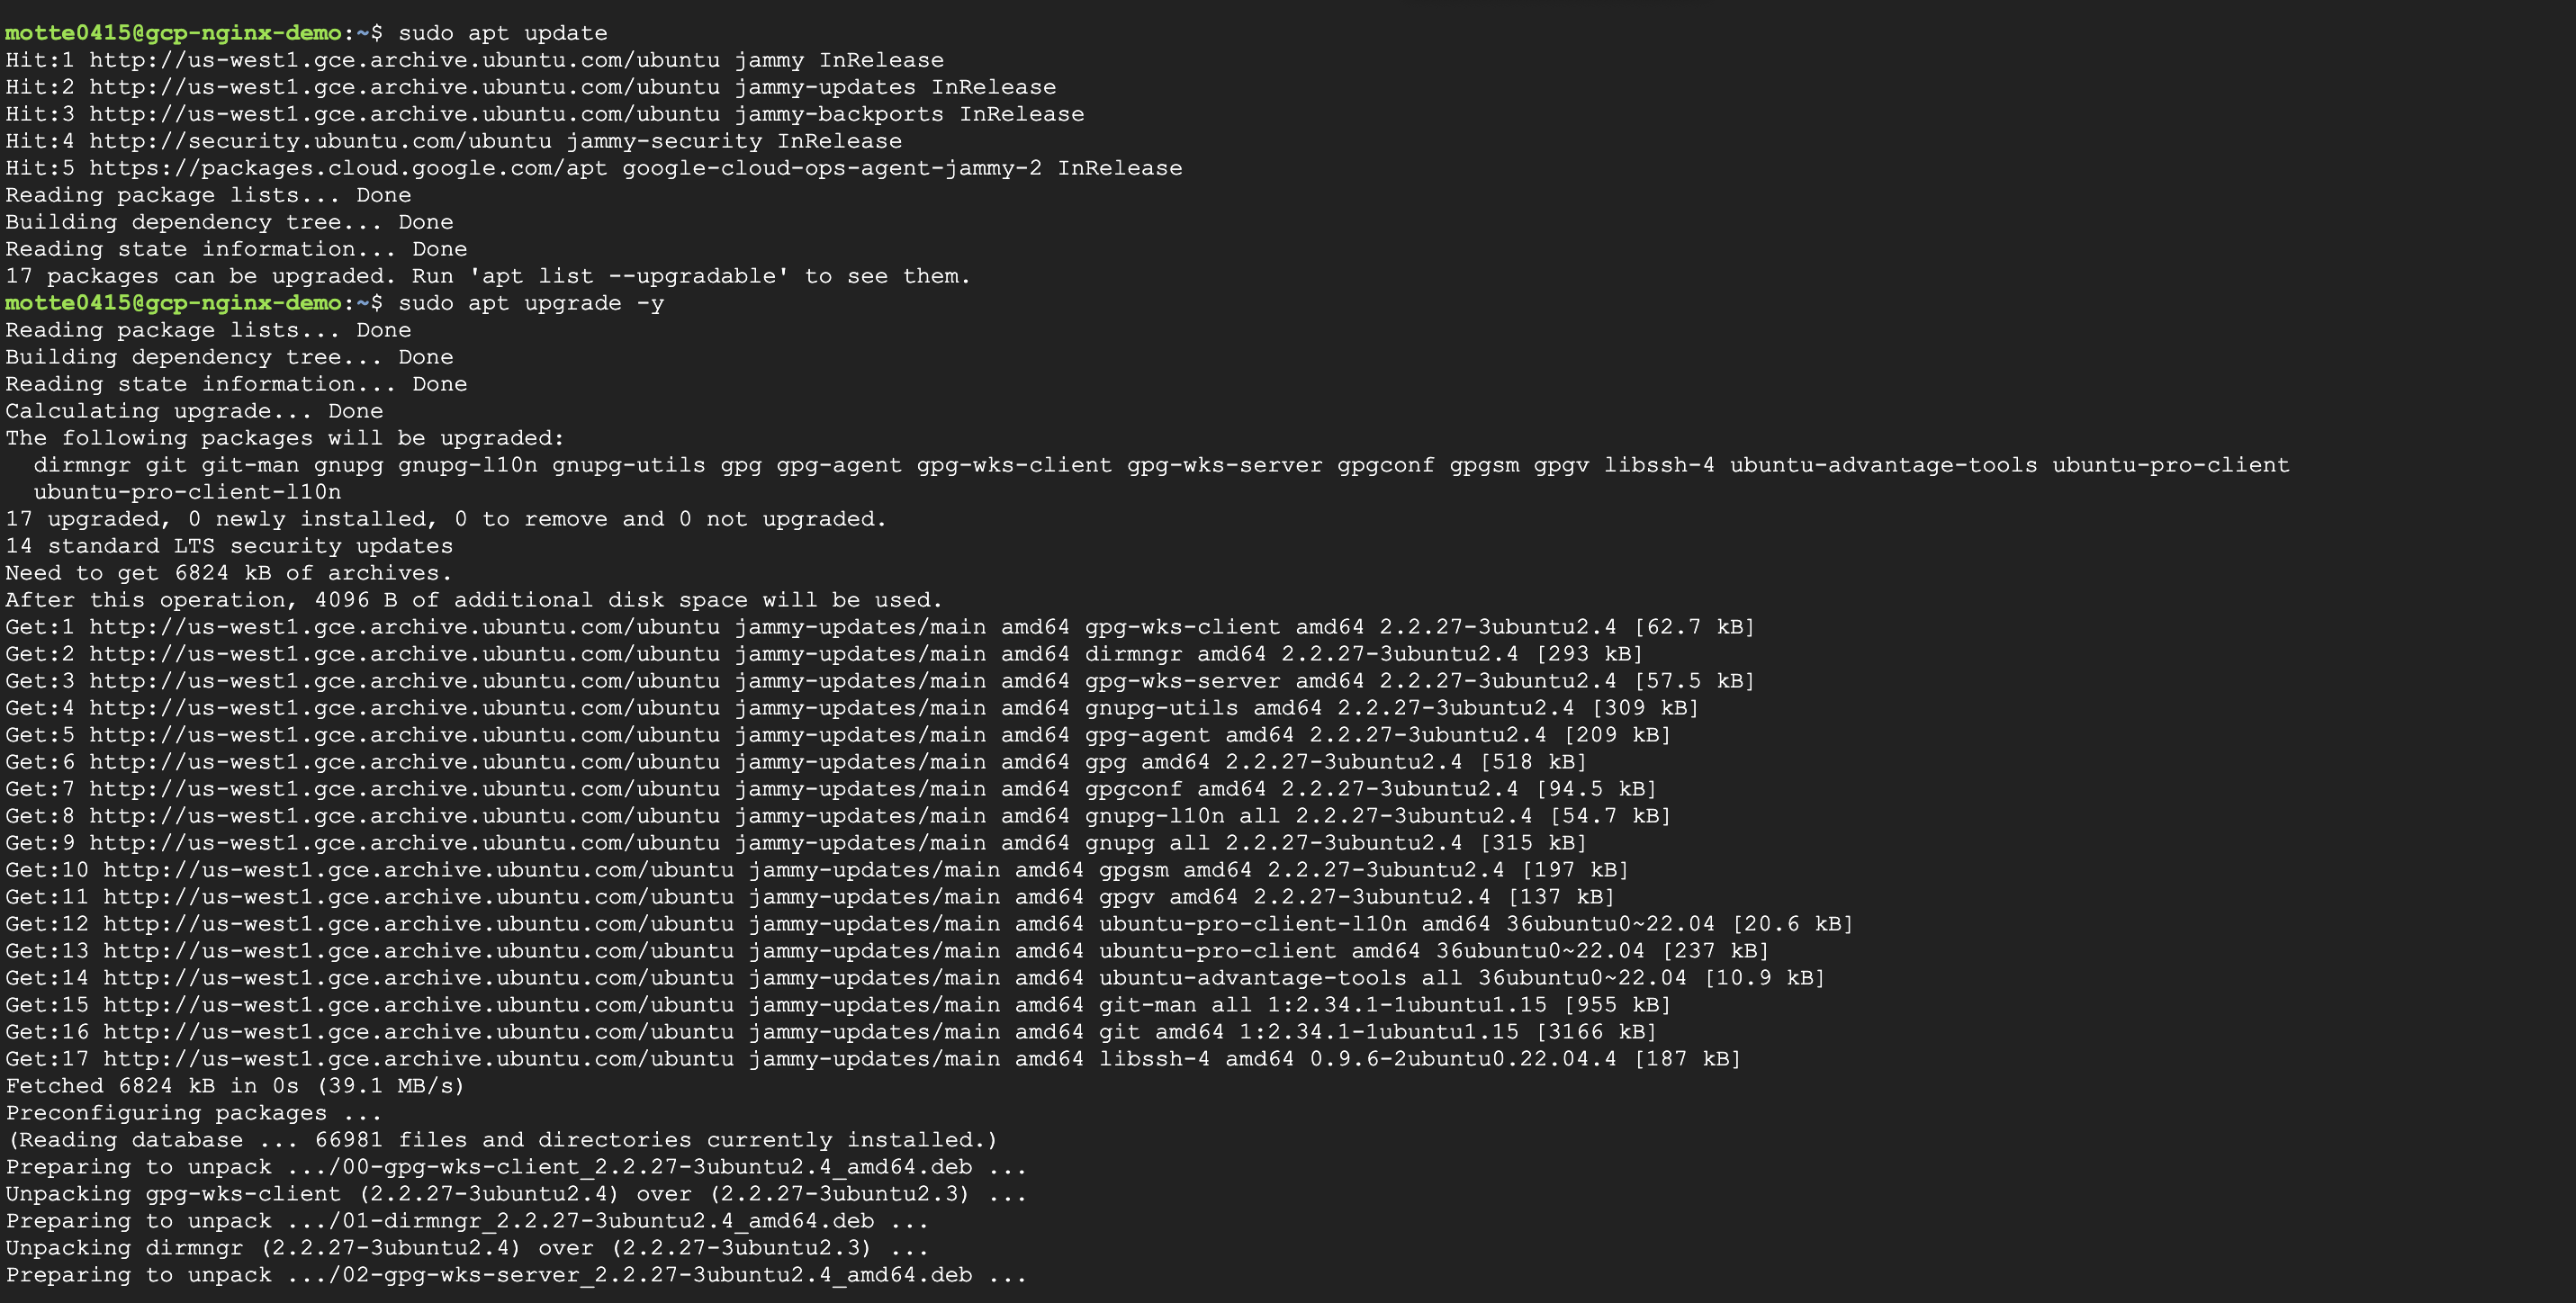 motte0415@gcp-nginx-demo:~$ sudo apt update
Hit:1 http://us-west1.gce.archive.ubuntu.com/ubuntu jammy InRelease
Hit:2 http://us-west1.gce.archive.ubuntu.com/ubuntu jammy-updates InRelease
Hit:3 http://us-west1.gce.archive.ubuntu.com/ubuntu jammy-backports InRelease
Hit:4 http://security.ubuntu.com/ubuntu jammy-security InRelease
Hit:5 https://packages.cloud.google.com/apt google-cloud-ops-agent-jammy-2 InRelease
Reading package lists... Done
Building dependency tree... Done
Reading state information... Done
17 packages can be upgraded. Run 'apt list --upgradable' to see them.
motte0415@gcp-nginx-demo:~$ sudo apt upgrade -y
Reading package lists... Done
Building dependency tree... Done
Reading state information... Done
Calculating upgrade... Done
The following packages will be upgraded:
  dirmngr git git-man gnupg gnupg-l10n gnupg-utils gpg gpg-agent gpg-wks-client gpg-wks-server gpgconf gpgsm gpgv libssh-4 ubuntu-advantage-tools ubuntu-pro-client
  ubuntu-pro-client-l10n
17 upgraded, 0 newly installed, 0 to remove and 0 not upgraded.
14 standard LTS security updates
Need to get 6824 kB of archives.
After this operation, 4096 B of additional disk space will be used.
Get:1 http://us-west1.gce.archive.ubuntu.com/ubuntu jammy-updates/main amd64 gpg-wks-client amd64 2.2.27-3ubuntu2.4 [62.7 kB]
Get:2 http://us-west1.gce.archive.ubuntu.com/ubuntu jammy-updates/main amd64 dirmngr amd64 2.2.27-3ubuntu2.4 [293 kB]
Get:3 http://us-west1.gce.archive.ubuntu.com/ubuntu jammy-updates/main amd64 gpg-wks-server amd64 2.2.27-3ubuntu2.4 [57.5 kB]
Get:4 http://us-west1.gce.archive.ubuntu.com/ubuntu jammy-updates/main amd64 gnupg-utils amd64 2.2.27-3ubuntu2.4 [309 kB]
Get:5 http://us-west1.gce.archive.ubuntu.com/ubuntu jammy-updates/main amd64 gpg-agent amd64 2.2.27-3ubuntu2.4 [209 kB]
Get:6 http://us-west1.gce.archive.ubuntu.com/ubuntu jammy-updates/main amd64 gpg amd64 2.2.27-3ubuntu2.4 [518 kB]
Get:7 http://us-west1.gce.archive.ubuntu.com/ubuntu jammy-updates/main amd64 gpgconf amd64 2.2.27-3ubuntu2.4 [94.5 kB]
Get:8 http://us-west1.gce.archive.ubuntu.com/ubuntu jammy-updates/main amd64 gnupg-l10n all 2.2.27-3ubuntu2.4 [54.7 kB]
Get:9 http://us-west1.gce.archive.ubuntu.com/ubuntu jammy-updates/main amd64 gnupg all 2.2.27-3ubuntu2.4 [315 kB]
Get:10 http://us-west1.gce.archive.ubuntu.com/ubuntu jammy-updates/main amd64 gpgsm amd64 2.2.27-3ubuntu2.4 [197 kB]
Get:11 http://us-west1.gce.archive.ubuntu.com/ubuntu jammy-updates/main amd64 gpgv amd64 2.2.27-3ubuntu2.4 [137 kB]
Get:12 http://us-west1.gce.archive.ubuntu.com/ubuntu jammy-updates/main amd64 ubuntu-pro-client-l10n amd64 36ubuntu0~22.04 [20.6 kB]
Get:13 http://us-west1.gce.archive.ubuntu.com/ubuntu jammy-updates/main amd64 ubuntu-pro-client amd64 36ubuntu0~22.04 [237 kB]
Get:14 http://us-west1.gce.archive.ubuntu.com/ubuntu jammy-updates/main amd64 ubuntu-advantage-tools all 36ubuntu0~22.04 [10.9 kB]
Get:15 http://us-west1.gce.archive.ubuntu.com/ubuntu jammy-updates/main amd64 git-man all 1:2.34.1-1ubuntu1.15 [955 kB]
Get:16 http://us-west1.gce.archive.ubuntu.com/ubuntu jammy-updates/main amd64 git amd64 1:2.34.1-1ubuntu1.15 [3166 kB]
Get:17 http://us-west1.gce.archive.ubuntu.com/ubuntu jammy-updates/main amd64 libssh-4 amd64 0.9.6-2ubuntu0.22.04.4 [187 kB]
Fetched 6824 kB in 0s (39.1 MB/s)
Preconfiguring packages ...
(Reading database ... 66981 files and directories currently installed.)
Preparing to unpack .../00-gpg-wks-client_2.2.27-3ubuntu2.4_amd64.deb ...
Unpacking gpg-wks-client (2.2.27-3ubuntu2.4) over (2.2.27-3ubuntu2.3) ...
Preparing to unpack .../01-dirmngr_2.2.27-3ubuntu2.4_amd64.deb ...
Unpacking dirmngr (2.2.27-3ubuntu2.4) over (2.2.27-3ubuntu2.3) ...
Preparing to unpack .../02-gpg-wks-server_2.2.27-3ubuntu2.4_amd64.deb ...